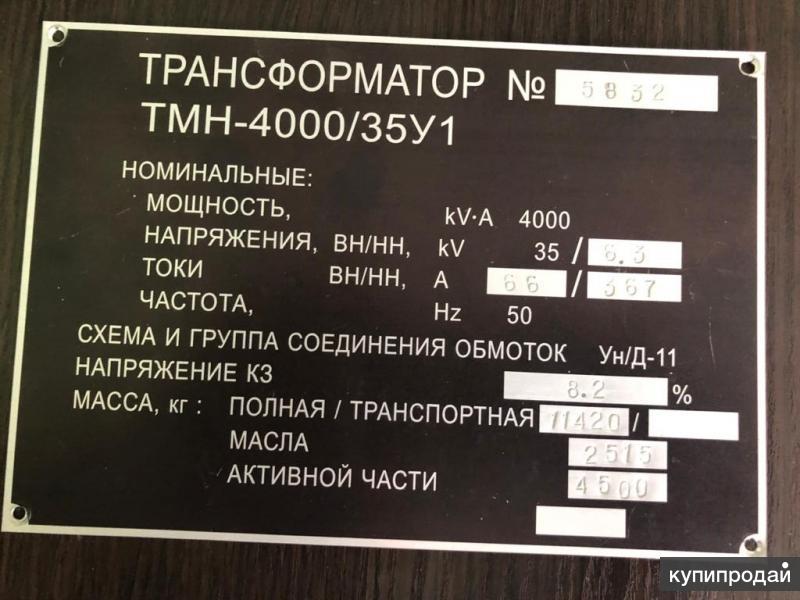 ТРАНСФОРМАТОР № 5832
ТМН-4000/35У1
НОМИНАЛЬНЫЕ:
МОЩНОСТЬ, kV·A 4000
НАПРЯЖЕНИЯ, ВН/НН, kV 35 / 6.3
ТОКИ ВН/НН, А 66 / 367
ЧАСТОТА, Hz 50
СХЕМА И ГРУППА СОЕДИНЕНИЯ ОБМОТОК Ун/Д-11
НАПРЯЖЕНИЕ КЗ 8.2 %
МАССА, кг : ПОЛНАЯ / ТРАНСПОРТНАЯ 11420 /
МАСЛА 2515
АКТИВНОЙ ЧАСТИ 4500
купипродай